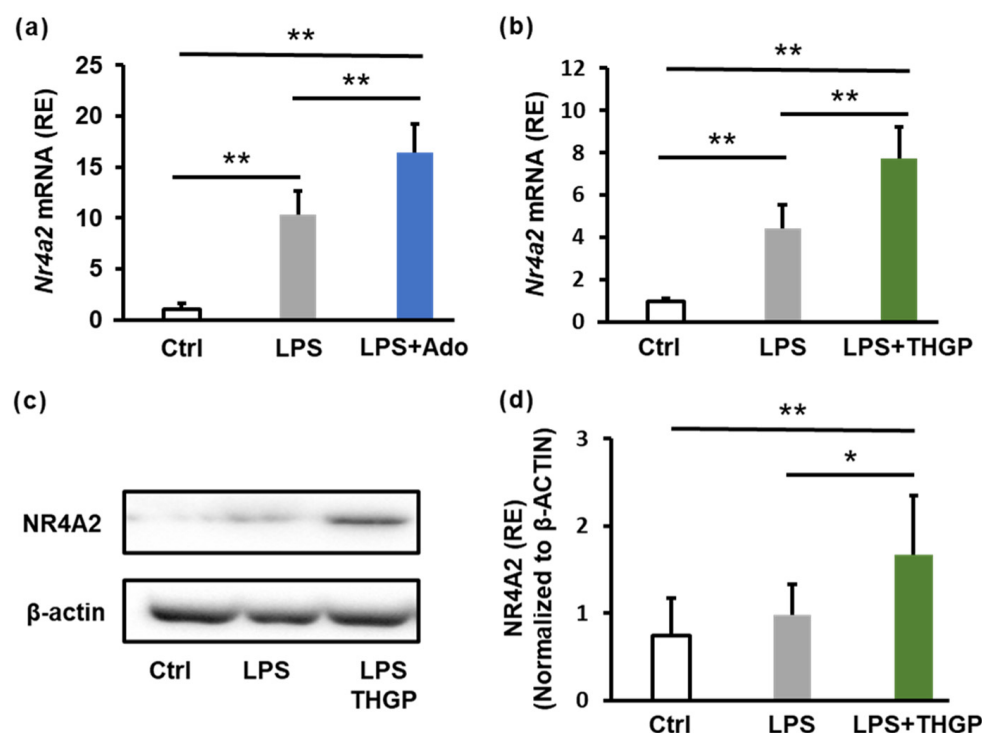 (a)
**
**
**
25
20
15
10
5
0
Nr4a2 mRNA (RE)
Ctrl
LPS
LPS+Ado
(b)
**
**
**
12
10
8
6
4
2
0
Nr4a2 mRNA (RE)
Ctrl
LPS
LPS+THGP
(c)
NR4A2
β-actin
Ctrl
LPS
LPS
THGP
(d)
**
*
3
2
1
0
NR4A2 (RE)
(Normalized to β-ACTIN)
Ctrl
LPS
LPS+THGP